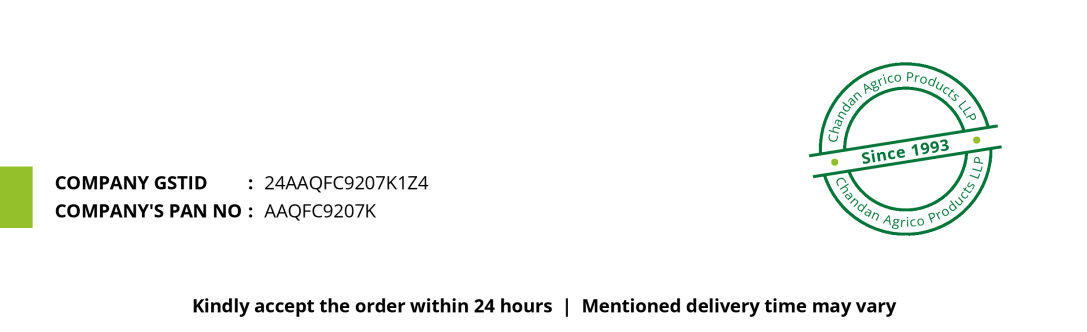 Chandan Agrico Products LLP
Since 1993
Chandan Agrico Products LLP
COMPANY GSTID : 24AAQFC9207K1Z4
COMPANY'S PAN NO : AAQFC9207K
Kindly accept the order within 24 hours | Mentioned delivery time may vary